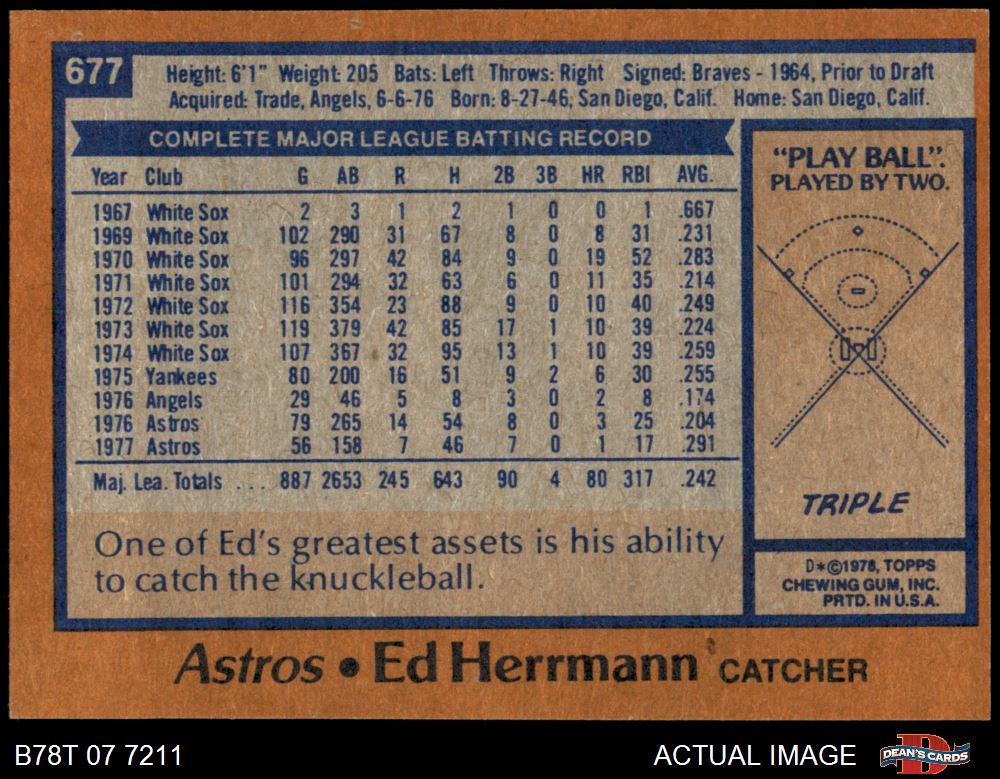 677
Height: 6'1" Weight: 205 Bats: Left Throws: Right Signed: Braves - 1964, Prior to Draft
Acquired: Trade, Angels, 6-6-76 Born: 8-27-46, San Diego, Calif. Home: San Diego, Calif.
COMPLETE MAJOR LEAGUE BATTING RECORD
Year Club G AB R H 2B 3B HR RBI AVG.
1967 White Sox 2 3 1 2 1 0 0 1 .667
1969 White Sox 102 290 31 67 8 0 8 31 .231
1970 White Sox 96 297 42 84 9 0 19 52 .283
1971 White Sox 101 294 32 63 6 0 11 35 .214
1972 White Sox 116 354 23 88 9 0 10 40 .249
1973 White Sox 119 379 42 85 17 1 10 39 .224
1974 White Sox 107 367 32 95 13 1 10 39 .259
1975 Yankees 80 200 16 51 9 2 6 30 .255
1976 Angels 29 46 5 8 3 0 2 8 .174
1976 Astros 79 265 14 54 8 0 3 25 .204
1977 Astros 56 158 7 46 7 0 1 17 .291
Maj. Lea. Totals ... 887 2653 245 643 90 4 80 317 .242
One of Ed's greatest assets is his ability
to catch the knuckleball.
"PLAY BALL".
PLAYED BY TWO.
TRIPLE
D*©1978, TOPPS
CHEWING GUM, INC.
PRTD. IN U.S.A.
Astros • Ed Herrmann CATCHER
B78T 07 7211
ACTUAL IMAGE
D
DEAN'S CARDS